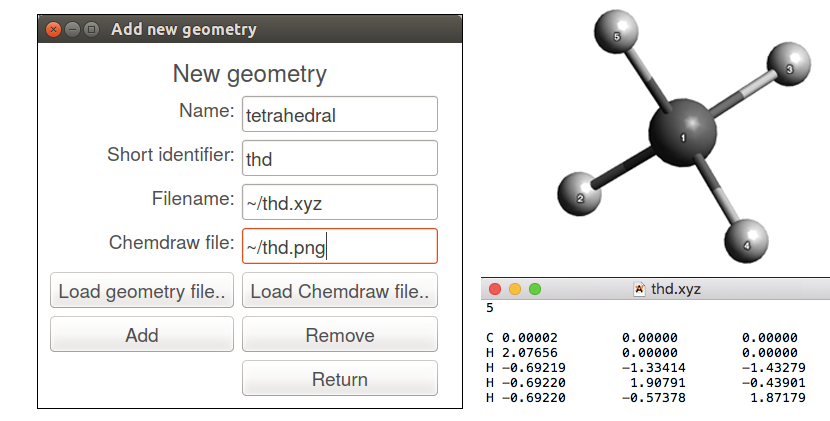 Add new geometry
New geometry
Name: tetrahedral
Short identifier: thd
Filename: ~/thd.xyz
Chemdraw file: ~/thd.png
Load geometry file.. Load Chemdraw file..
Add Remove
Return
5
3
1
2
4
thd.xyz
5
C 0.00002 0.00000 0.00000
H 2.07656 0.00000 0.00000
H -0.69219 -1.33414 -1.43279
H -0.69220 1.90791 -0.43901
H -0.69220 -0.57378 1.87179